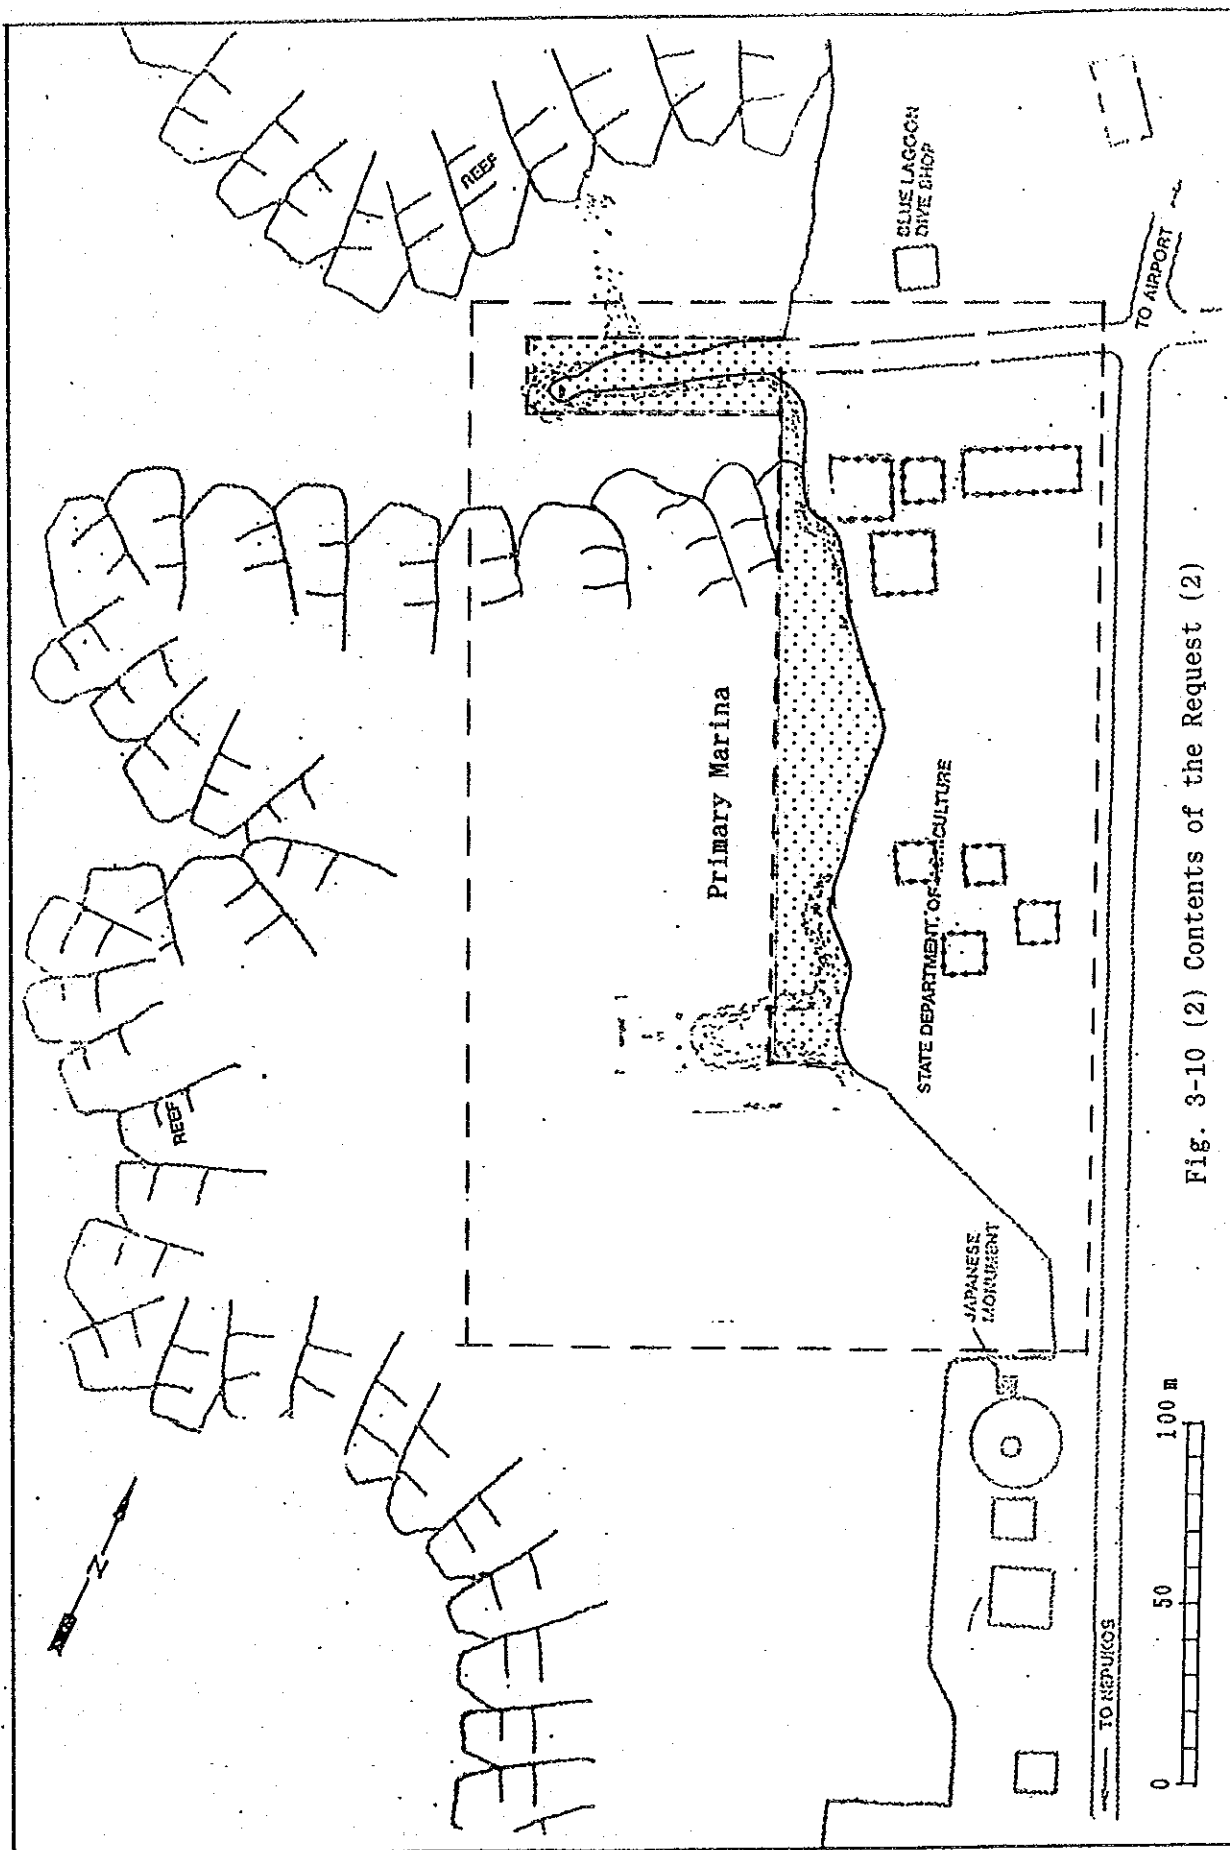 REEF
BLUE LAGOON
DIVE SHOP
TO AIRPORT
Primary Marina
STATE DEPARTMENT OF AGRICULTURE
REEF
JAPANESE
MONUMENT
N
TO NEPUKOS
0 50 100 m
Fig. 3-10 (2) Contents of the Request (2)